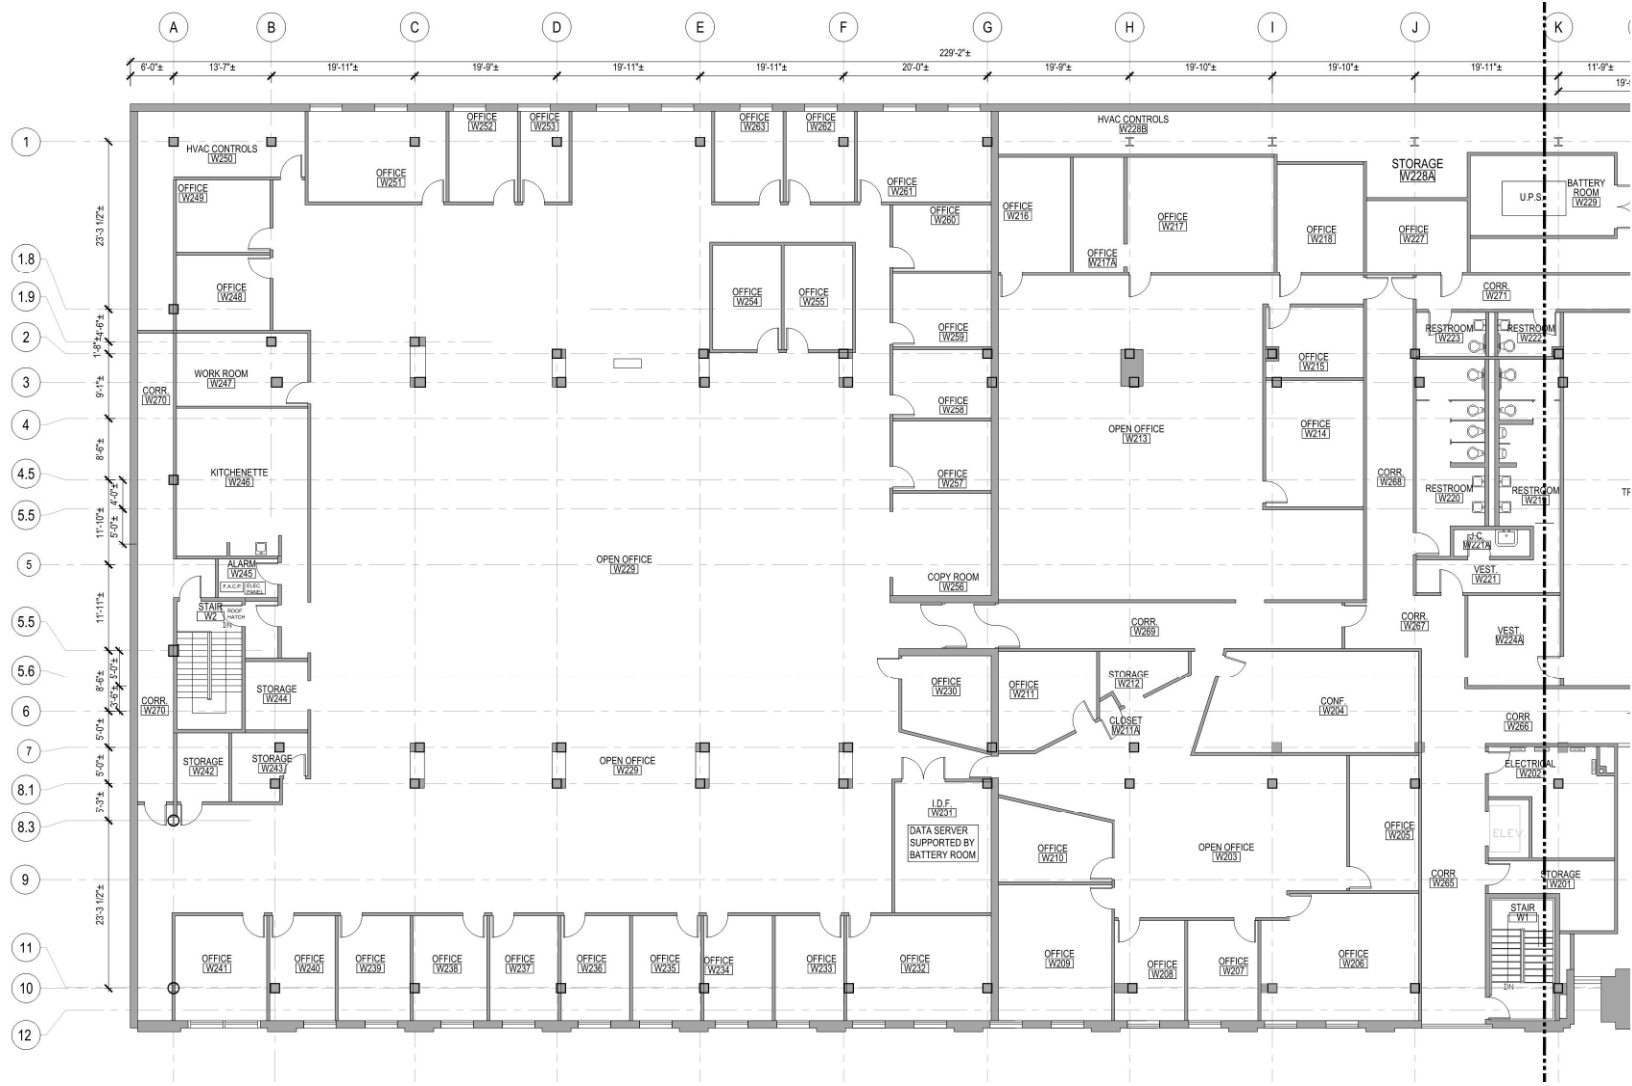 A
B
C
D
E
F
G
H
I
J
K
229'-2"±
6'-0"±
13'-7"±
19'-11"±
19'-9"±
19'-11"±
19'-11"±
20'-0"±
19'-9"±
19'-10"±
19'-10"±
19'-11"±
11'-9"±
1
1.8
1.9
2
3
4
4.5
5.5
5
5.5
5.6
6
7
8.1
8.3
9
11
10
12
23'-3 1/2"±
4'-6"±
1'-8"±
9'-1"±
8'-6"±
4'-0"±
11'-10"±
5'-0"±
11'-11"±
5'-0"±
8'-6"±
3'-6"±
5'-0"±
5'-0"±
5'-3"±
23'-3 1/2"±
HVAC CONTROLS
W250
OFFICE
W251
OFFICE
W252
OFFICE
W253
OFFICE
W263
OFFICE
W262
OFFICE
W261
HVAC CONTROLS
W228B
STORAGE
W228A
BATTERY
ROOM
W229
U.P.S.
OFFICE
W249
OFFICE
W248
OFFICE
W254
OFFICE
W255
OFFICE
W260
OFFICE
W259
OFFICE
W258
OFFICE
W257
COPY ROOM
W256
OFFICE
W216
OFFICE
W217A
OFFICE
W217
OFFICE
W218
OFFICE
W227
CORR.
W271
RESTROOM
W223
RESTROOM
W222
OFFICE
W215
OFFICE
W214
OPEN OFFICE
W213
CORR.
W268
RESTROOM
W220
RESTROOM
J.C.
W221A
VEST.
W221
VEST.
W224A
CORR.
W267
CORR.
W269
WORK ROOM
W247
CORR.
W270
KITCHENETTE
W246
ALARM
W245
F.A.C.P.
ELEC.
PANEL
STAIR
W2
ROOF
HATCH
DN
STORAGE
W244
CORR.
W270
STORAGE
W242
STORAGE
W243
OPEN OFFICE
W229
OPEN OFFICE
W229
OFFICE
W230
OFFICE
W211
STORAGE
W212
CLOSET
W211A
CONF.
W204
CORR
W266
ELECTRICAL
W202
ELEV.
I.D.F.
W231
DATA SERVER
SUPPORTED BY
BATTERY ROOM
OFFICE
W210
OPEN OFFICE
W203
OFFICE
W205
CORR
W265
STORAGE
W201
STAIR
W1
DN
OFFICE
W241
OFFICE
W240
OFFICE
W239
OFFICE
W238
OFFICE
W237
OFFICE
W236
OFFICE
W235
OFFICE
W234
OFFICE
W233
OFFICE
W232
OFFICE
W209
OFFICE
W208
OFFICE
W207
OFFICE
W206